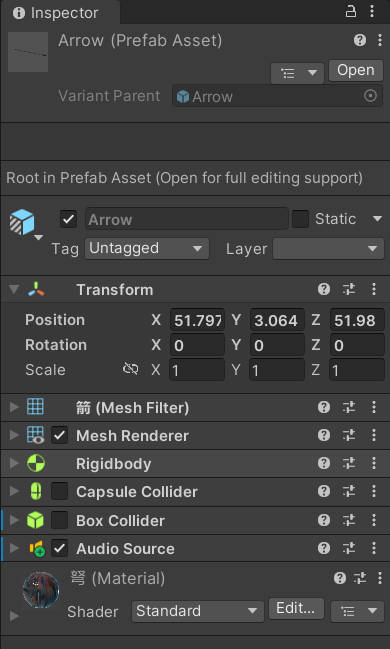 Inspector
Arrow (Prefab Asset)
Open
Variant Parent Arrow
Root in Prefab Asset (Open for full editing support)
Arrow Static
Tag Untagged Layer
Transform
Position X 51.797 Y 3.064 Z 51.98
Rotation X 0 Y 0 Z 0
Scale X 1 Y 1 Z 1
箭 (Mesh Filter)
Mesh Renderer
Rigidbody
Capsule Collider
Box Collider
Audio Source
弩 (Material)
Shader Standard Edit...